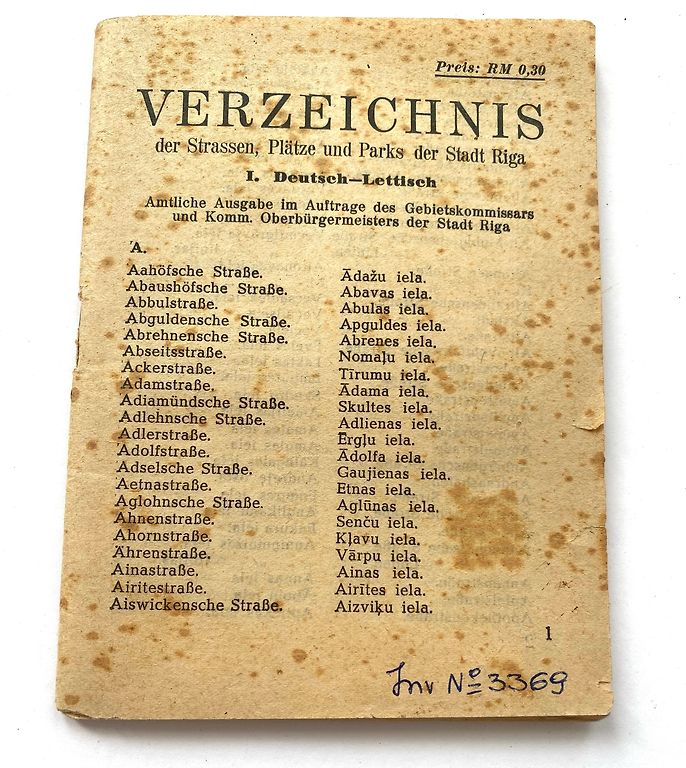 Preis: RM 0,30
VERZEICHNIS
der Strassen, Plätze und Parks der Stadt Riga
I. Deutsch—Lettisch
Amtliche Ausgabe im Auftrage des Gebietskommissars
und Komm. Oberbürgermeisters der Stadt Riga
A.
Aahöfsche Straße. Ādažu iela.
Abaushöfsche Straße. Abavas iela.
Abbulstraße. Abulas iela.
Abguldensche Straße. Apguldes iela.
Abrehnensche Straße. Abrenes iela.
Abseitsstraße. Nomaļu iela.
Ackerstraße. Tīrumu iela.
Adamstraße. Ādama iela.
Adiamündsche Straße. Skultes iela.
Adlehnsche Straße. Adlienas iela.
Adlerstraße. Ērgļu iela.
Adolfstraße. Ādolfa iela.
Adselsche Straße. Gaujienas iela.
Aetnastraße. Etnas iela.
Aglohnsche Straße. Aglūnas iela.
Ahnenstraße. Senču iela.
Ahornstraße. Kļavu iela.
Ährenstraße. Vārpu iela.
Ainastraße. Ainas iela.
Airitestraße. Airītes iela.
Aiswickensche Straße. Aizviķu iela.
1
Inv № 3369